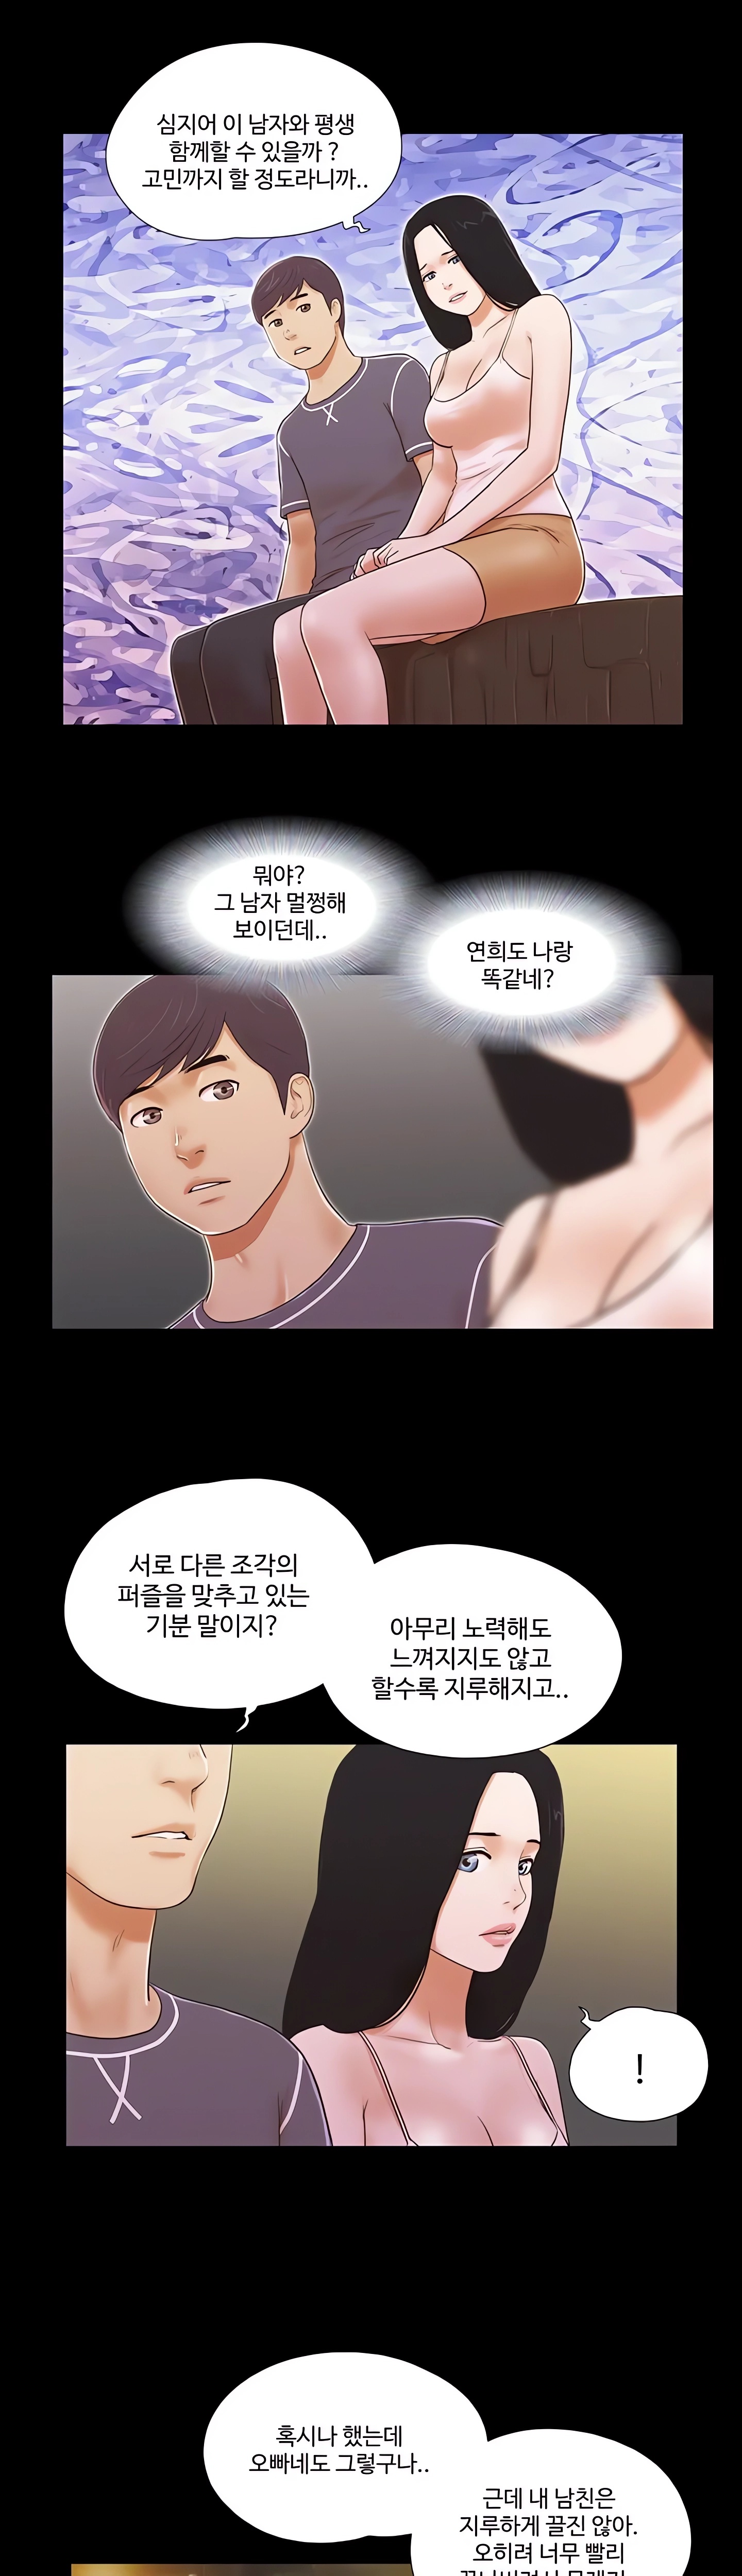 심지어 이 남자와 평생
함께할 수 있을까 ?
고민까지 할 정도라니까..
뭐야?
그 남자 멀쩡해
보이던데..
연희도 나랑
똑같네?
서로 다른 조각의
퍼즐을 맞추고 있는
기분 말이지?
아무리 노력해도
느껴지지도 않고
할수록 지루해지고..
!
혹시나 했는데
오빠네도 그렇구나..
근데 내 남친은
지루하게 끌진 않아.
오히려 너무 빨리